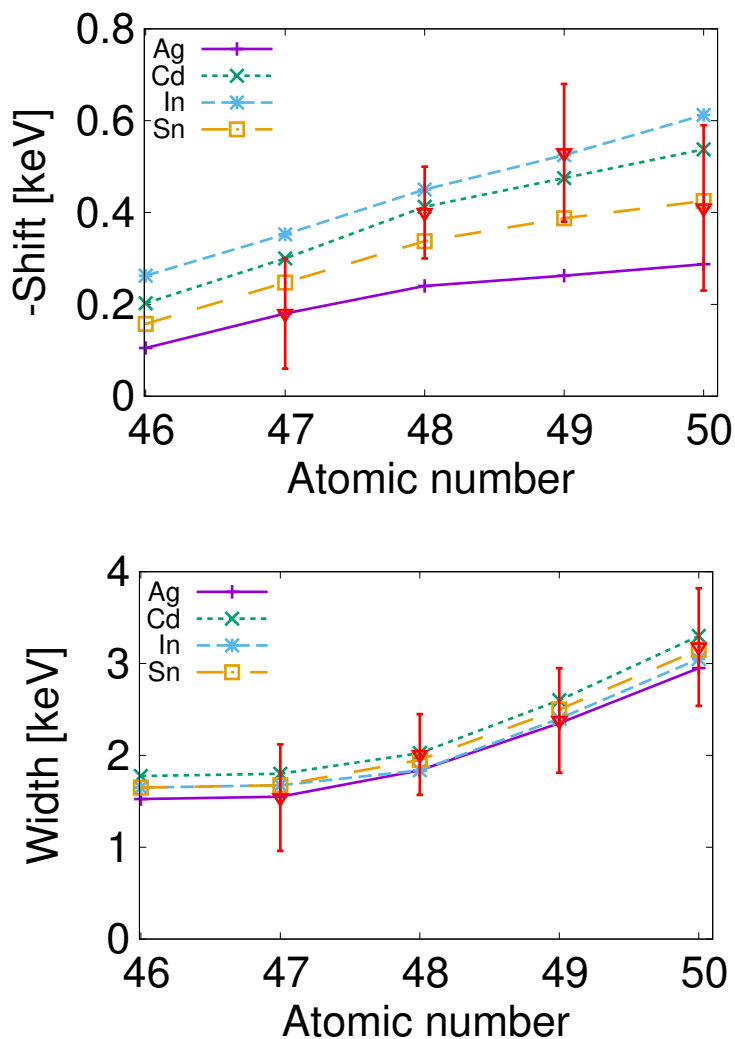 0.8
Ag
Cd
In
Sn
0.6
0.4
0.2
0
-Shift [keV]
46 47 48 49 50
Atomic number
4
Ag
Cd
In
Sn
3
2
1
0
Width [keV]
46 47 48 49 50
Atomic number